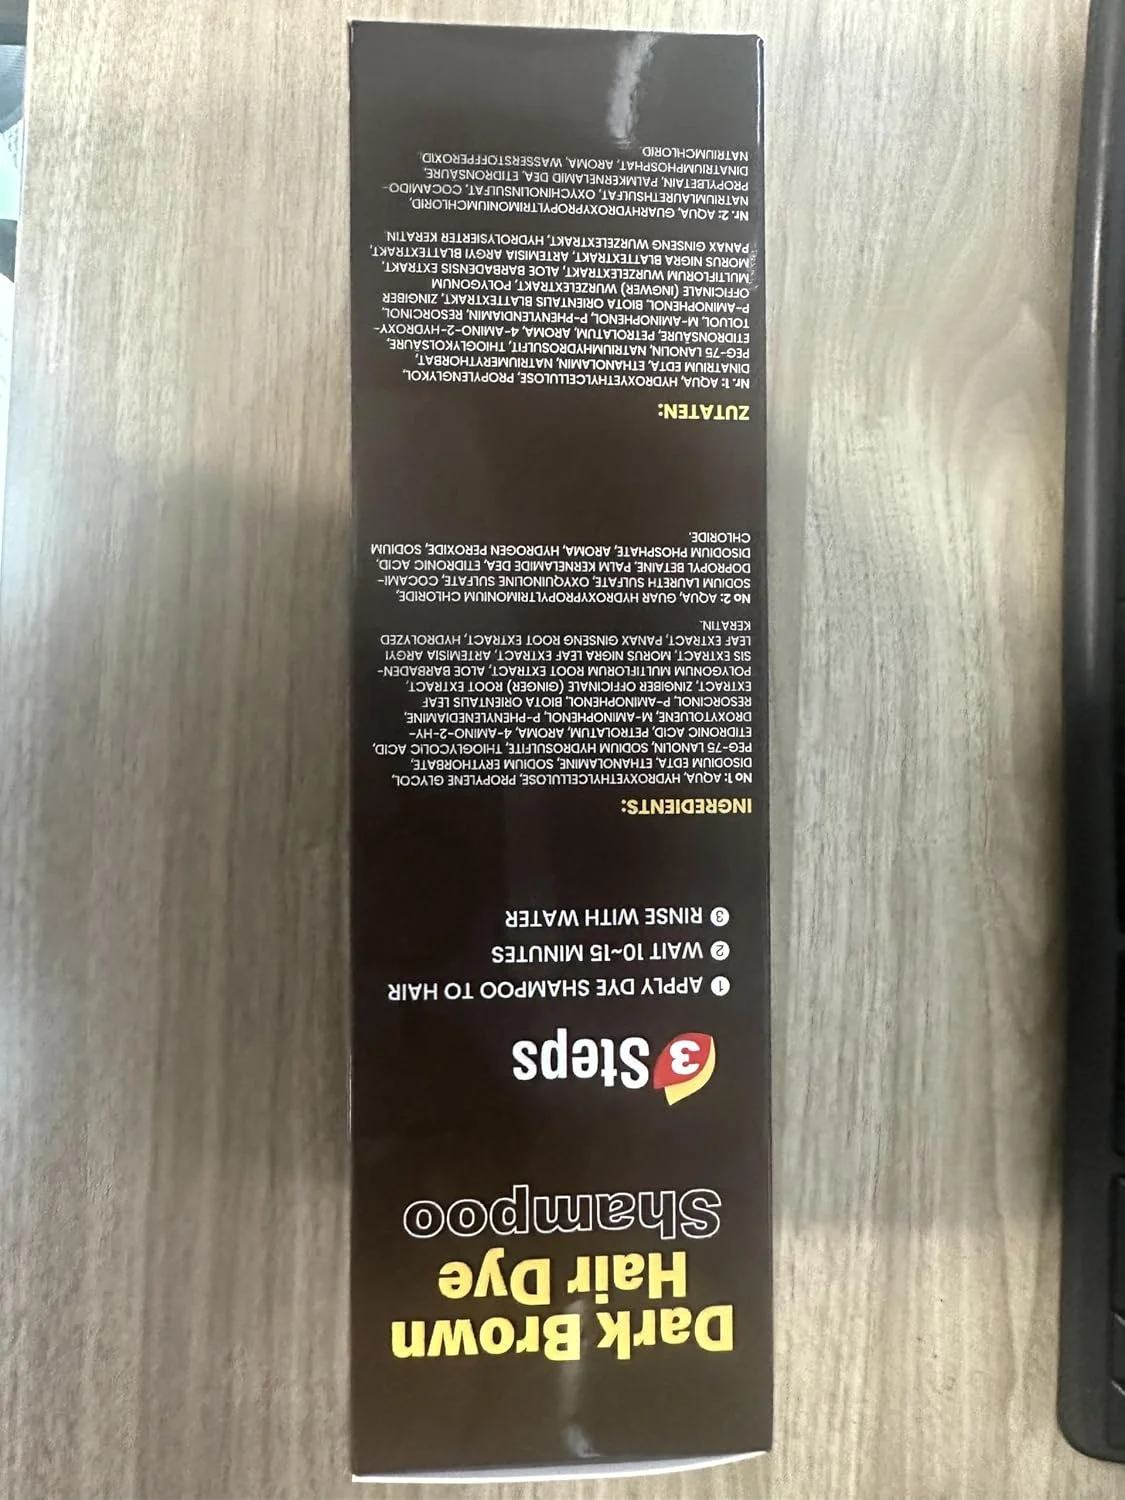 Dark Brown
Hair Dye
Shampoo
3 Steps
1 APPLY DYE SHAMPOO TO HAIR
2 WAIT 10~15 MINUTES
3 RINSE WITH WATER
INGREDIENTS:
No 1: AQUA, HYDROXYETHYLCELLULOSE, PROPYLENE GLYCOL
DISODIUM EDTA, ETHANOLAMINE, SODIUM ERYTHORBATE,
PEG-75 LANOLIN, SODIUM HYDROSULFITE, THIOGLYCOLIC ACID,
ETIDRONIC ACID, PETROLATUM, AROMA, 4-AMINO-2-HY-
DROXYTOLUENE, M-AMINOPHENOL, P-PHENYLENEDIAMINE,
RESORCINOL, P-AMINOPHENOL, BIOTA ORIENTALIS LEAF
EXTRACT, ZINGIBER OFFICINALE (GINGER) ROOT EXTRACT,
POLYGONUM MULTIFLORUM ROOT EXTRACT, ALOE BARBADEN-
SIS EXTRACT, MORUS NIGRA LEAF EXTRACT, ARTEMISIA ARGYI
LEAF EXTRACT, PANAX GINSENG ROOT EXTRACT, HYDROLYZED
KERATIN.
No 2: AQUA, GUAR HYDROXYPROPYLTRIMONIUM CHLORIDE,
SODIUM LAURETH SULFATE, OXYQUINOLINE SULFATE, COCAMI-
DOPROPYL BETAINE, PALM KERNELAMIDE DEA, ETIDRONIC ACID,
DISODIUM PHOSPHATE, AROMA, HYDROGEN PEROXIDE, SODIUM
CHLORIDE.
ZUTATEN:
Nr. 1: AQUA, HYDROXYETHYLCELLULOSE, PROPYLENGLYKOL,
DINATRIUM EDTA, ETHANOLAMIN, NATRIUMERYTHORBAT,
PEG-75 LANOLIN, NATRIUMHYDROSULFIT, THIOGLYKOLSÄURE,
ETIDRONSÄURE, PETROLATUM, AROMA, 4-AMINO-2-HYDROXY-
TOLUOL, M-AMINOPHENOL, P-PHENYLENDIAMIN, RESORCINOL,
P-AMINOPHENOL, BIOTA ORIENTALIS BLATTEXTRAKT, ZINGIBER
OFFICINALE (INGWER) WURZELEXTRAKT, POLYGONUM
MULTIFLORUM WURZELEXTRAKT, ALOE BARBADENSIS EXTRAKT,
MORUS NIGRA BLATTEXTRAKT, ARTEMISIA ARGYI BLATTEXTRAKT,
PANAX GINSENG WURZELEXTRAKT, HYDROLYSIERTER KERATIN.
Nr. 2: AQUA, GUARHYDROXYPROPYLTRIMONIUMCHLORID,
NATRIUMLAURETHSULFAT, OXYCHINOLINSULFAT, COCAMIDO-
PROPYLBETAIN, PALMKERNELAMID DEA, ETIDRONSÄURE,
DINATRIUMPHOSPHAT, AROMA, WASSERSTOFFPEROXID,
NATRIUMCHLORID.